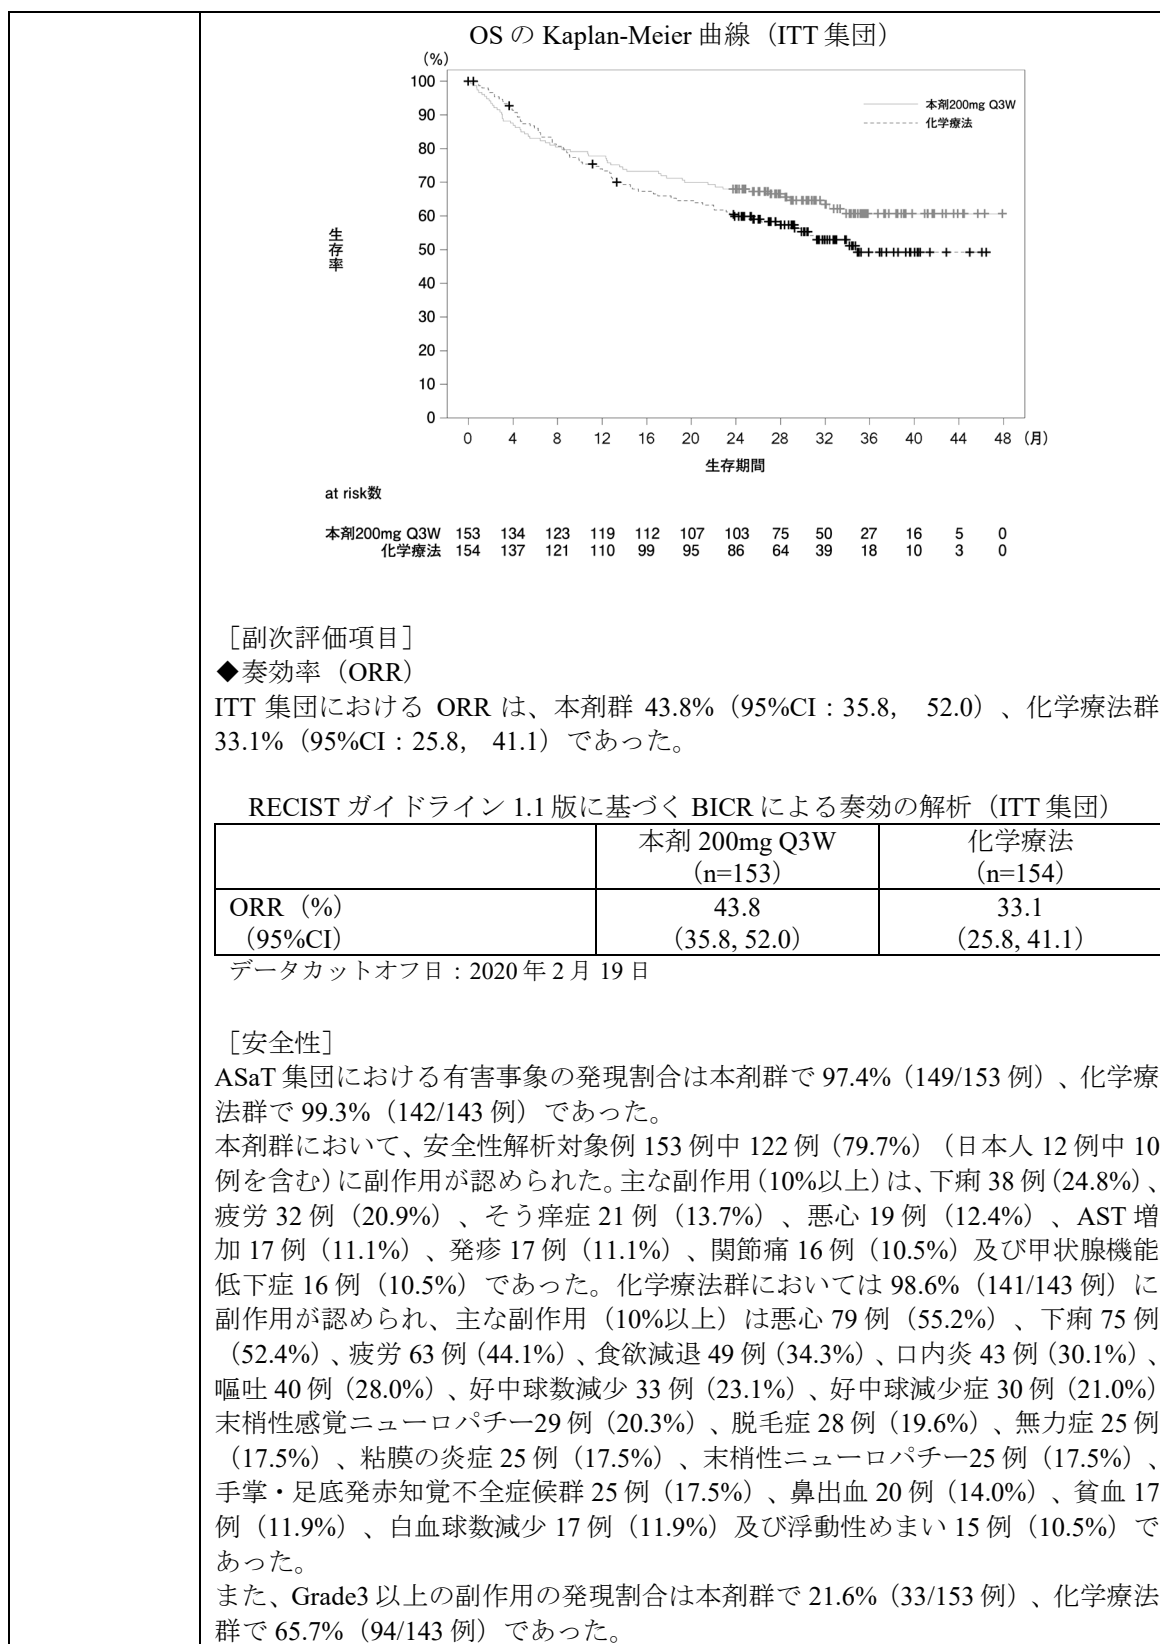 OS の Kaplan-Meier 曲線（ITT 集団）
(%)
100
90
80
70
60
50
40
30
20
10
0
生存率
本剤200mg Q3W
化学療法
0 4 8 12 16 20 24 28 32 36 40 44 48 (月)
生存期間
at risk数
本剤200mg Q3W 153 134 123 119 112 107 103 75 50 27 16 5 0
化学療法 154 137 121 110 99 95 86 64 39 18 10 3 0
［副次評価項目］
◆奏効率（ORR）
ITT 集団における ORR は、本剤群 43.8%（95%CI：35.8, 52.0）、化学療法群
33.1%（95%CI：25.8, 41.1）であった。
RECIST ガイドライン 1.1 版に基づく BICR による奏効の解析（ITT 集団）
本剤 200mg Q3W 化学療法
（n=153） （n=154）
ORR（%） 43.8 33.1
（95%CI） (35.8, 52.0) (25.8, 41.1)
データカットオフ日：2020 年 2 月 19 日
［安全性］
ASaT 集団における有害事象の発現割合は本剤群で 97.4%（149/153 例）、化学療
法群で 99.3%（142/143 例）であった。
本剤群において、安全性解析対象例 153 例中 122 例（79.7%）（日本人 12 例中 10
例を含む）に副作用が認められた。主な副作用（10%以上）は、下痢 38 例（24.8%）、
疲労 32 例（20.9%）、そう痒症 21 例（13.7%）、悪心 19 例（12.4%）、AST 増
加 17 例（11.1%）、発疹 17 例（11.1%）、関節痛 16 例（10.5%）及び甲状腺機能
低下症 16 例（10.5%）であった。化学療法群においては 98.6%（141/143 例）に
副作用が認められ、主な副作用（10%以上）は悪心 79 例（55.2%）、下痢 75 例
（52.4%）、疲労 63 例（44.1%）、食欲減退 49 例（34.3%）、口内炎 43 例（30.1%）、
嘔吐 40 例（28.0%）、好中球数減少 33 例（23.1%）、好中球減少症 30 例（21.0%）
末梢性感覚ニューロパチー29 例（20.3%）、脱毛症 28 例（19.6%）、無力症 25 例
（17.5%）、粘膜の炎症 25 例（17.5%）、末梢性ニューロパチー25 例（17.5%）、
手掌・足底発赤知覚不全症候群 25 例（17.5%）、鼻出血 20 例（14.0%）、貧血 17
例（11.9%）、白血球数減少 17 例（11.9%）及び浮動性めまい 15 例（10.5%）で
あった。
また、Grade3 以上の副作用の発現割合は本剤群で 21.6%（33/153 例）、化学療法
群で 65.7%（94/143 例）であった。